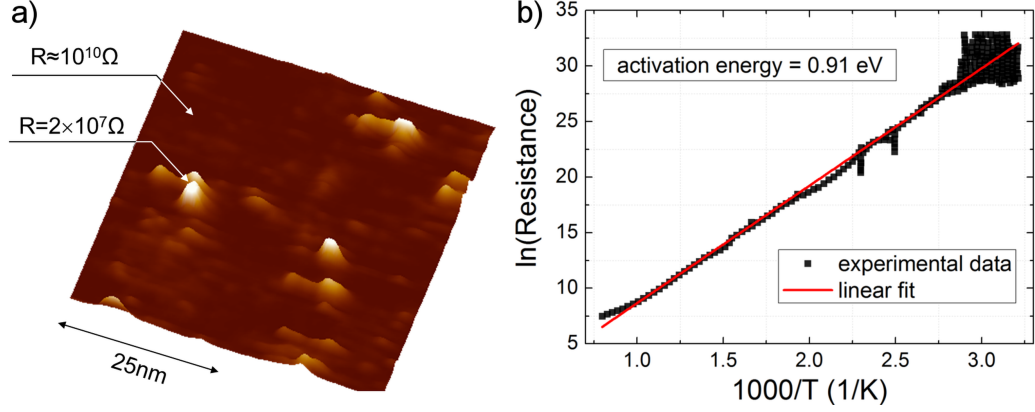 a)
R≈10¹⁰Ω
R=2×10⁷Ω
25nm
b)
activation energy = 0.91 eV
ln(Resistance)
35
30
25
20
15
10
5
experimental data
linear fit
1.0
1.5
2.0
2.5
3.0
1000/T (1/K)